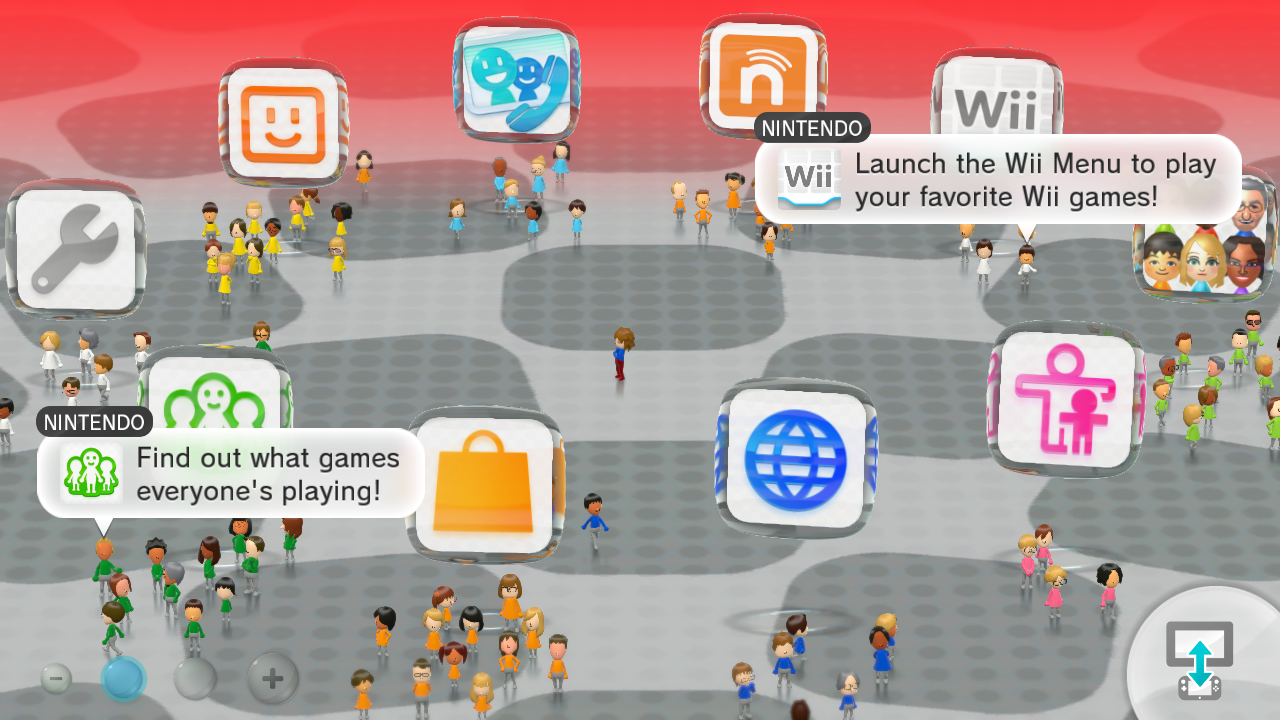 Wii
NINTENDO
Wii
Launch the Wii Menu to play
your favorite Wii games!
NINTENDO
Find out what games
everyone's playing!